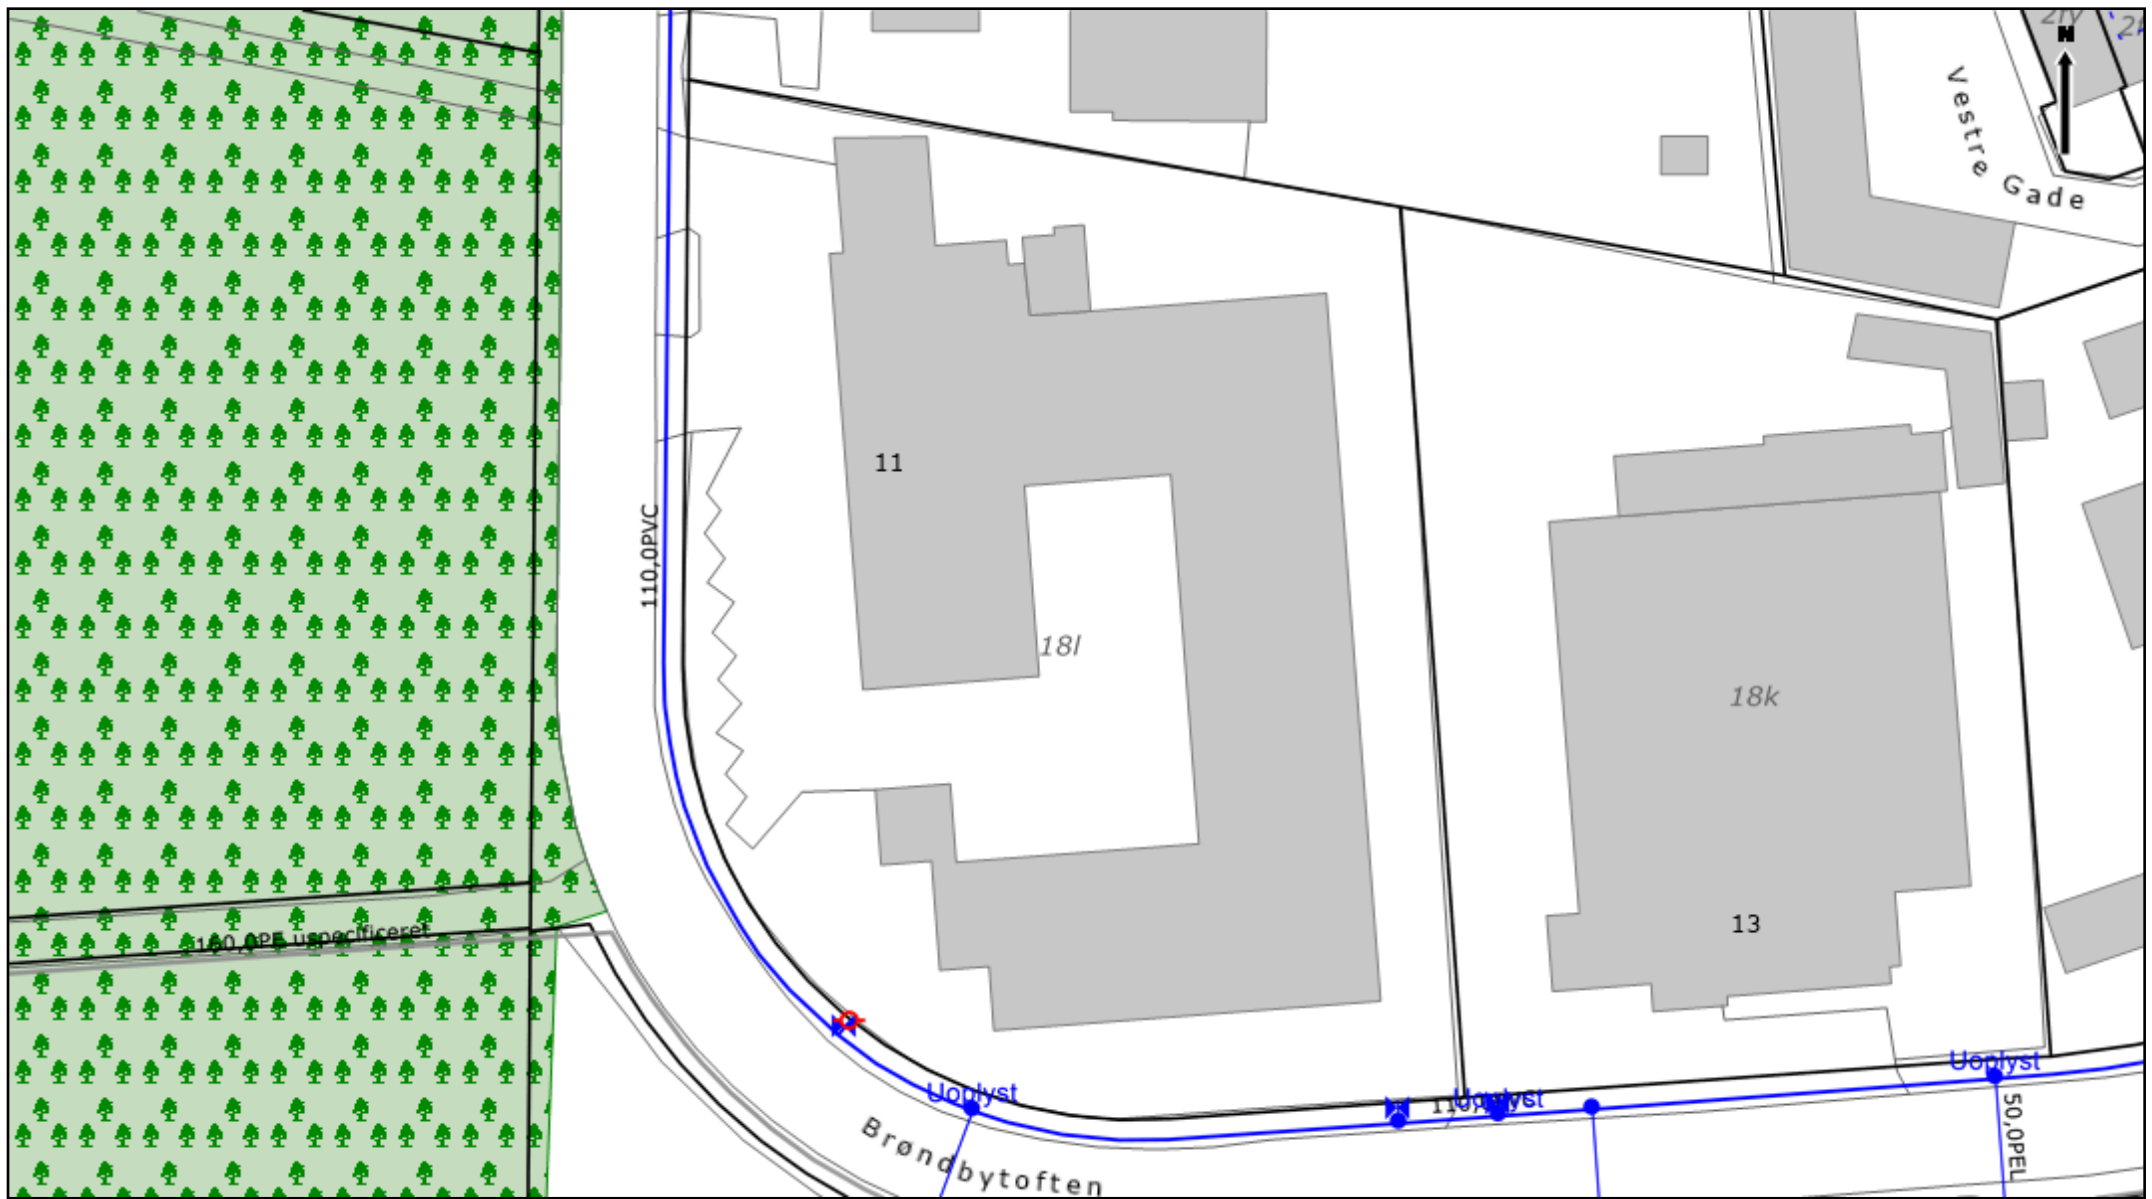 N
Vestre Gade
11
110,0PVC
18l
18k
13
160,0PE uspecificeret
Uoplyst
Uoplyst
Uoplyst
50,0PEL
Brøndbytoften